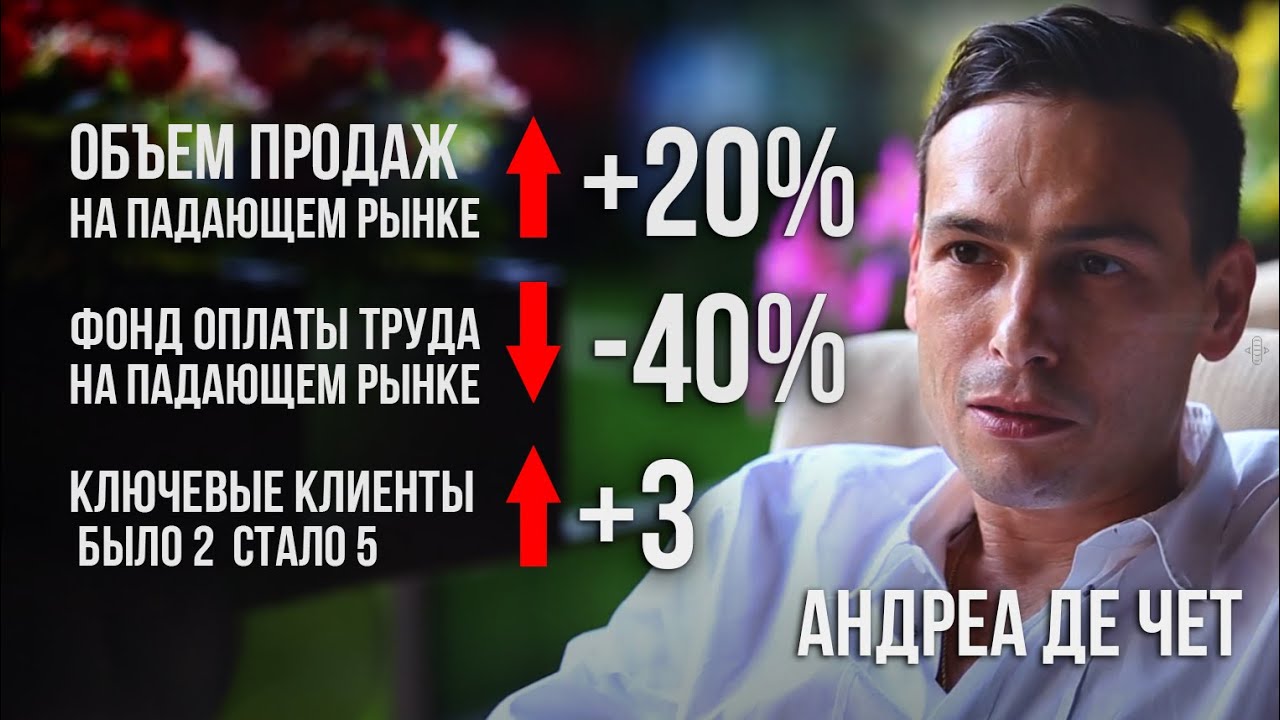 ОБЪЕМ ПРОДАЖ
НА ПАДАЮЩЕМ РЫНКЕ
+20%
ФОНД ОПЛАТЫ ТРУДА
НА ПАДАЮЩЕМ РЫНКЕ
-40%
КЛЮЧЕВЫЕ КЛИЕНТЫ
БЫЛО 2 СТАЛО 5
+3
АНДРЕА ДЕ ЧЕТ